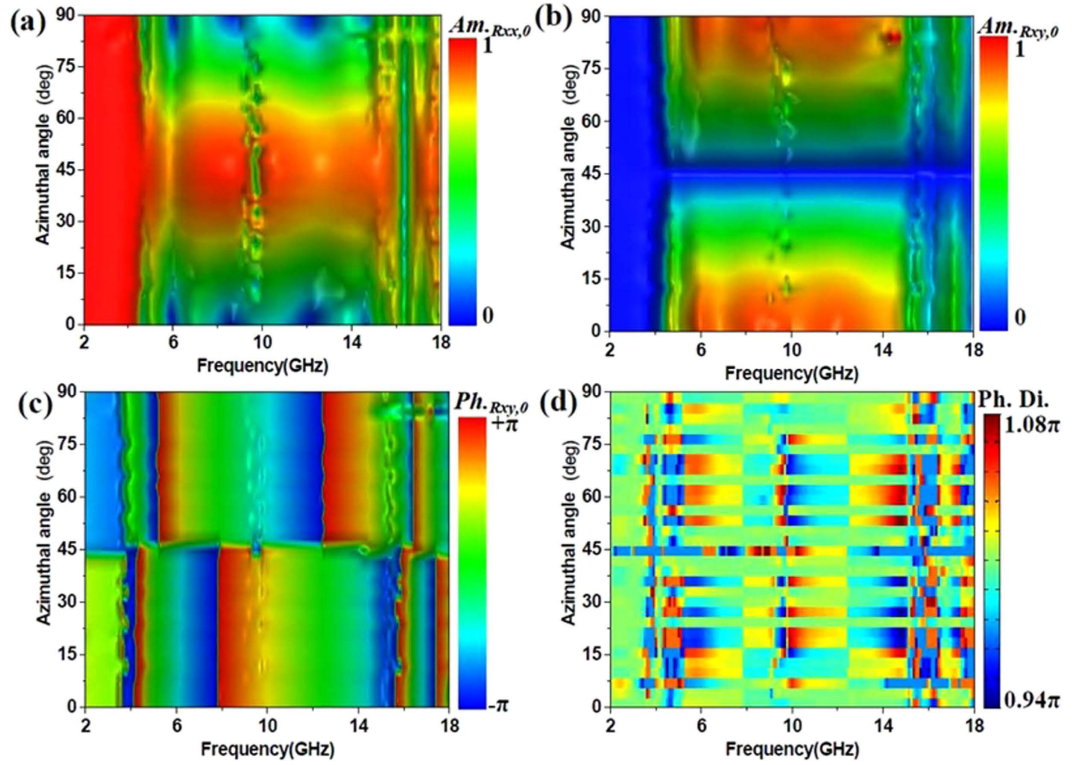 (a)
Am.Rxx,0
1
0
90
75
60
45
30
15
0
Azimuthal angle (deg)
2 6 10 14 18
Frequency(GHz)
(b)
Am.Rxy,0
1
0
90
75
60
45
30
15
0
Azimuthal angle (deg)
2 6 10 14 18
Frequency(GHz)
(c)
Ph.Rxy,0
+π
-π
90
75
60
45
30
15
0
Azimuthal angle (deg)
2 6 10 14 18
Frequency(GHz)
(d)
Ph. Di.
1.08π
0.94π
90
75
60
45
30
15
0
Azimuthal angle (deg)
2 6 10 14 18
Frequency(GHz)